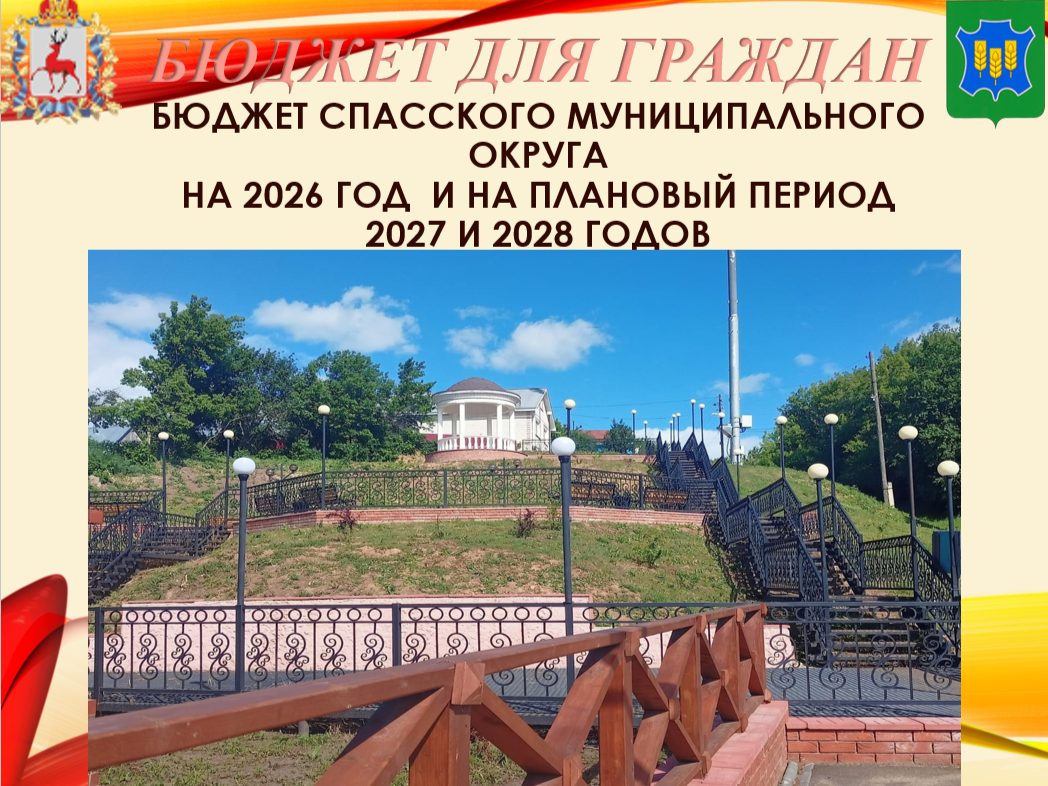 БЮДЖЕТ ДЛЯ ГРАЖДАН
БЮДЖЕТ СПАССКОГО МУНИЦИПАЛЬНОГО
ОКРУГА
НА 2026 ГОД И НА ПЛАНОВЫЙ ПЕРИОД
2027 И 2028 ГОДОВ